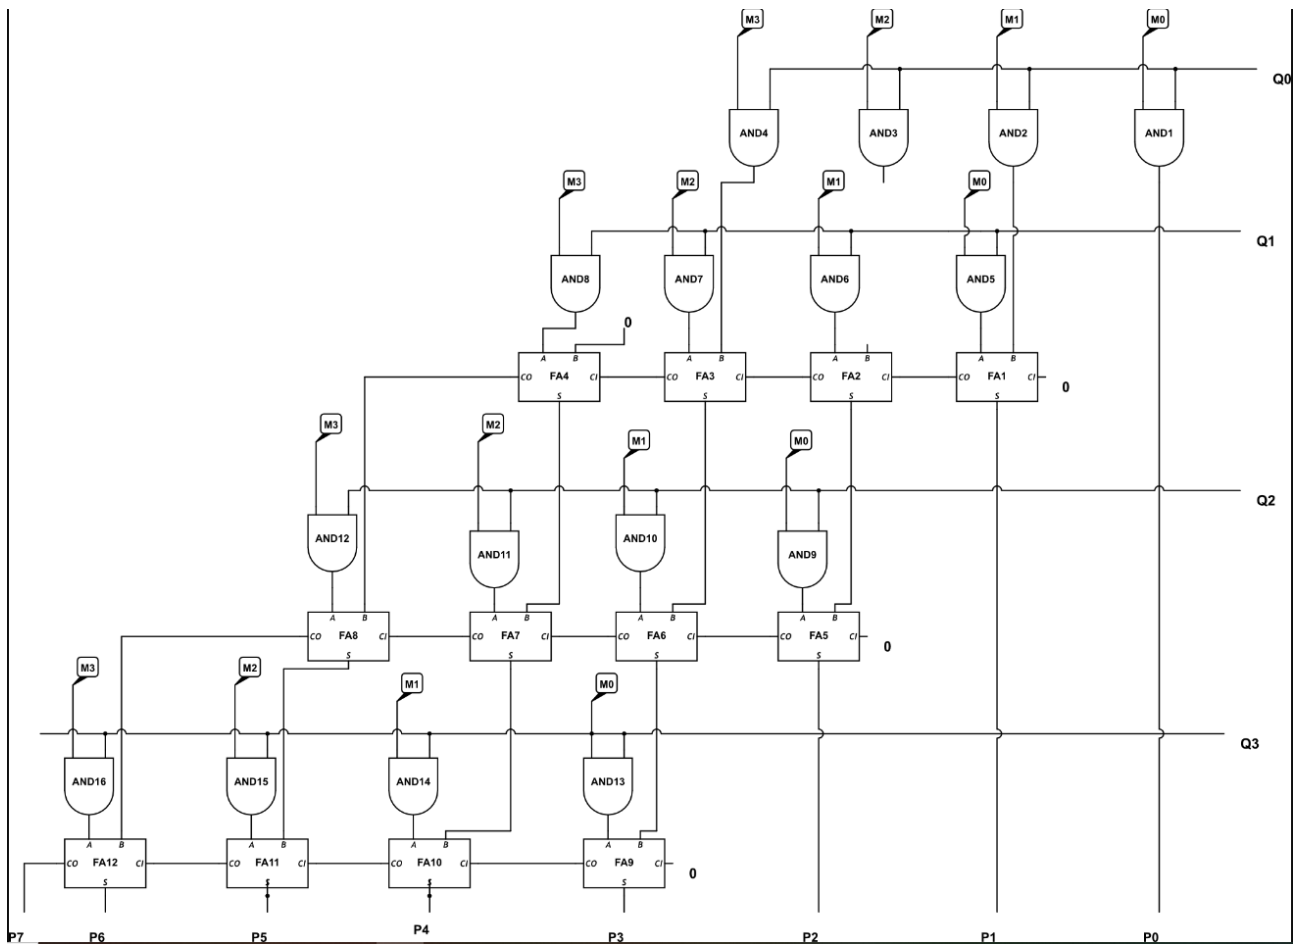 M3 M2 M1 M0
Q0
AND4 AND3 AND2 AND1
M3 M2 M1 M0
Q1
AND8 AND7 AND6 AND5
0
A B A B A B A B
CO FA4 CI CO FA3 CI CO FA2 CI CO FA1 CI 0
S S S S
M3 M2 M1 M0
Q2
AND12 AND11 AND10 AND9
A B A B A B A B
CO FA8 CI CO FA7 CI CO FA6 CI CO FA5 CI 0
S S S S
M3 M2 M1 M0
Q3
AND16 AND15 AND14 AND13
A B A B A B A B
CO FA12 CI CO FA11 CI CO FA10 CI CO FA9 CI 0
S S S S
P7 P6 P5 P4 P3 P2 P1 P0